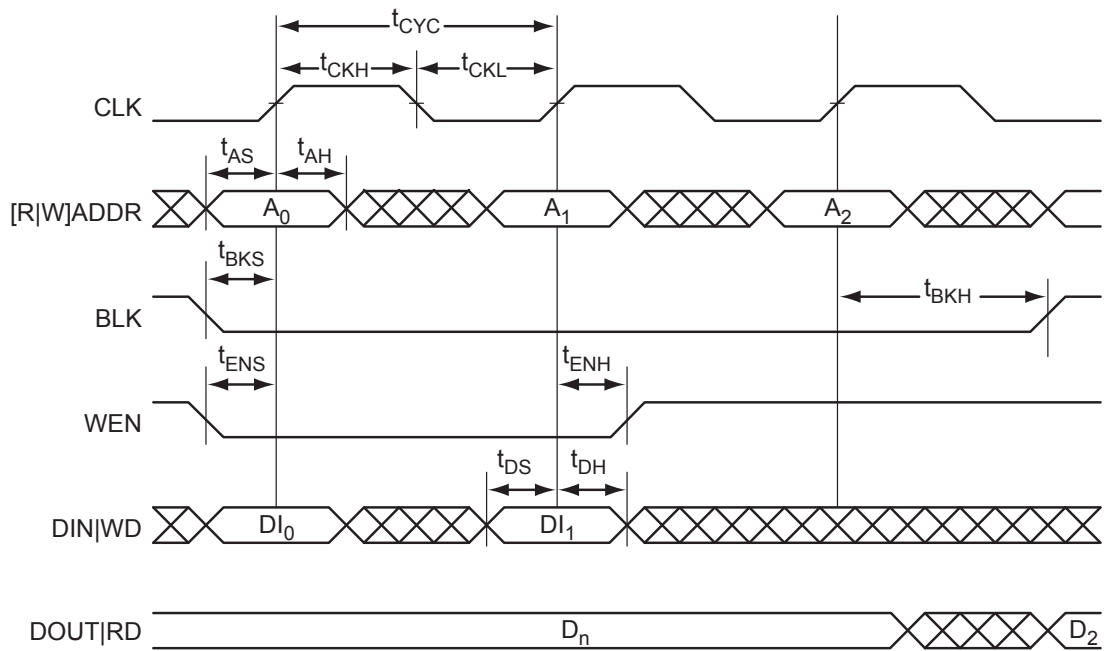 tCYC
tCKH tCKL
CLK
tAS tAH
[R|W]ADDR A0 A1 A2
tBKS tBKH
BLK
tENS tENH
WEN
tDS tDH
DIN|WD DI0 DI1
DOUT|RD Dn D2